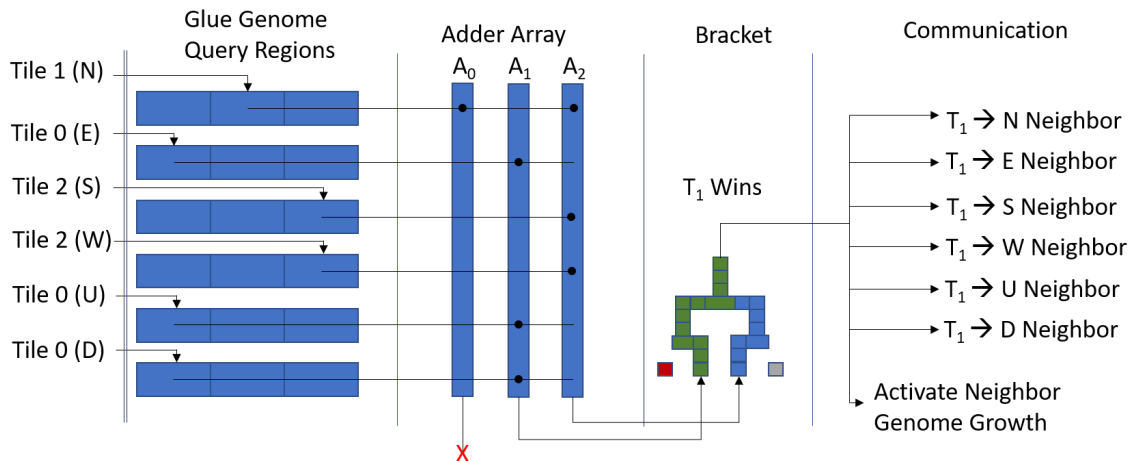 Glue Genome
Query Regions
Adder Array
Bracket
Communication
Tile 1 (N)
Tile 0 (E)
Tile 2 (S)
Tile 2 (W)
Tile 0 (U)
Tile 0 (D)
A₀ A₁ A₂
X
T₁ Wins
T₁ → N Neighbor
T₁ → E Neighbor
T₁ → S Neighbor
T₁ → W Neighbor
T₁ → U Neighbor
T₁ → D Neighbor
Activate Neighbor
Genome Growth